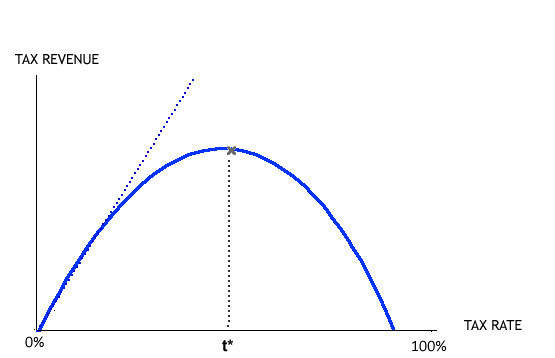 TAX REVENUE
TAX RATE
0%
t*
100%